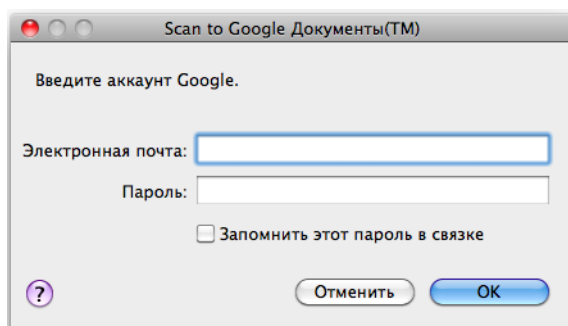 Scan to Google Документы(TM)
Введите аккаунт Google.
Электронная почта:
Пароль:
Запомнить этот пароль в связке
?
Отменить
OK